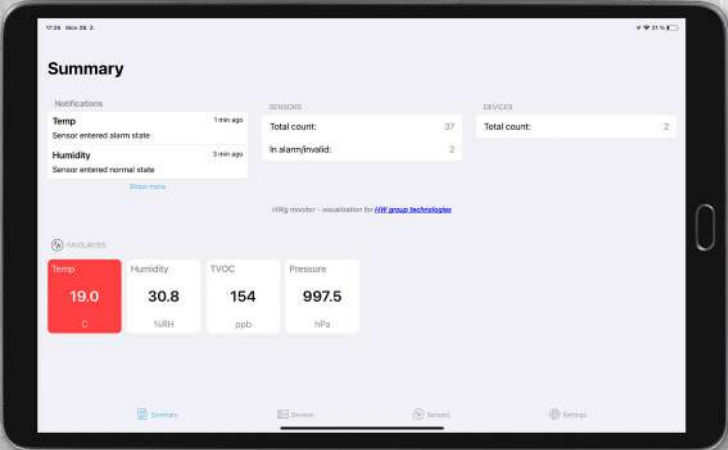 17:26
Summary
Notifications
Temp 1 min ago
Sensor entered alarm state
Humidity 3 min ago
Sensor entered normal state
Show more
SENSORS
Total count: 37
In alarm/invalid: 2
DEVICES
Total count: 2
HWg monitor – visualization for HW group technologies
FAVOURITES
Temp
19.0
C
Humidity
30.8
%RH
TVOC
154
ppb
Pressure
997.5
hPa
Summary
Devices
Sensors
Settings